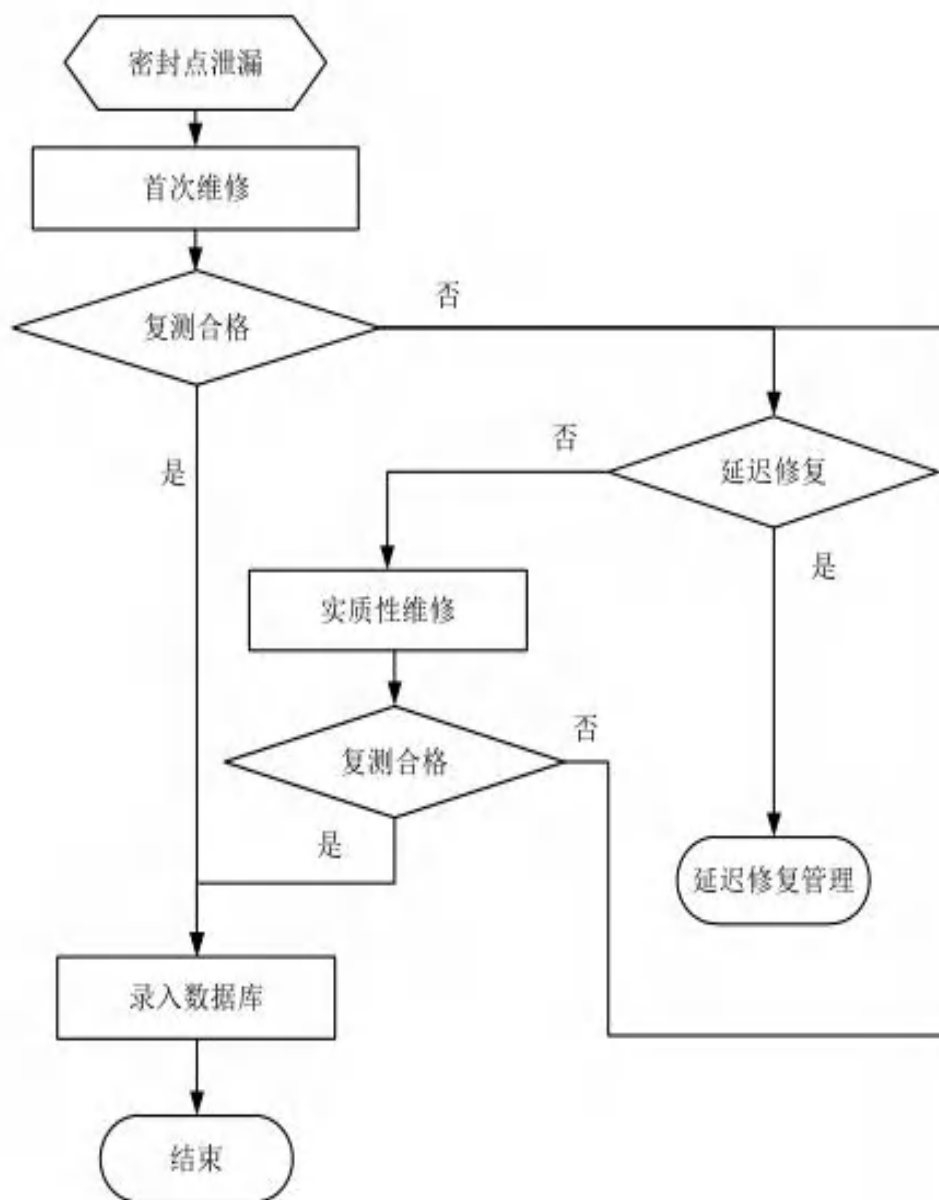 密封点泄漏
首次维修
否
复测合格
否
是
延迟修复
是
实质性维修
否
复测合格
是
延迟修复管理
录入数据库
结束